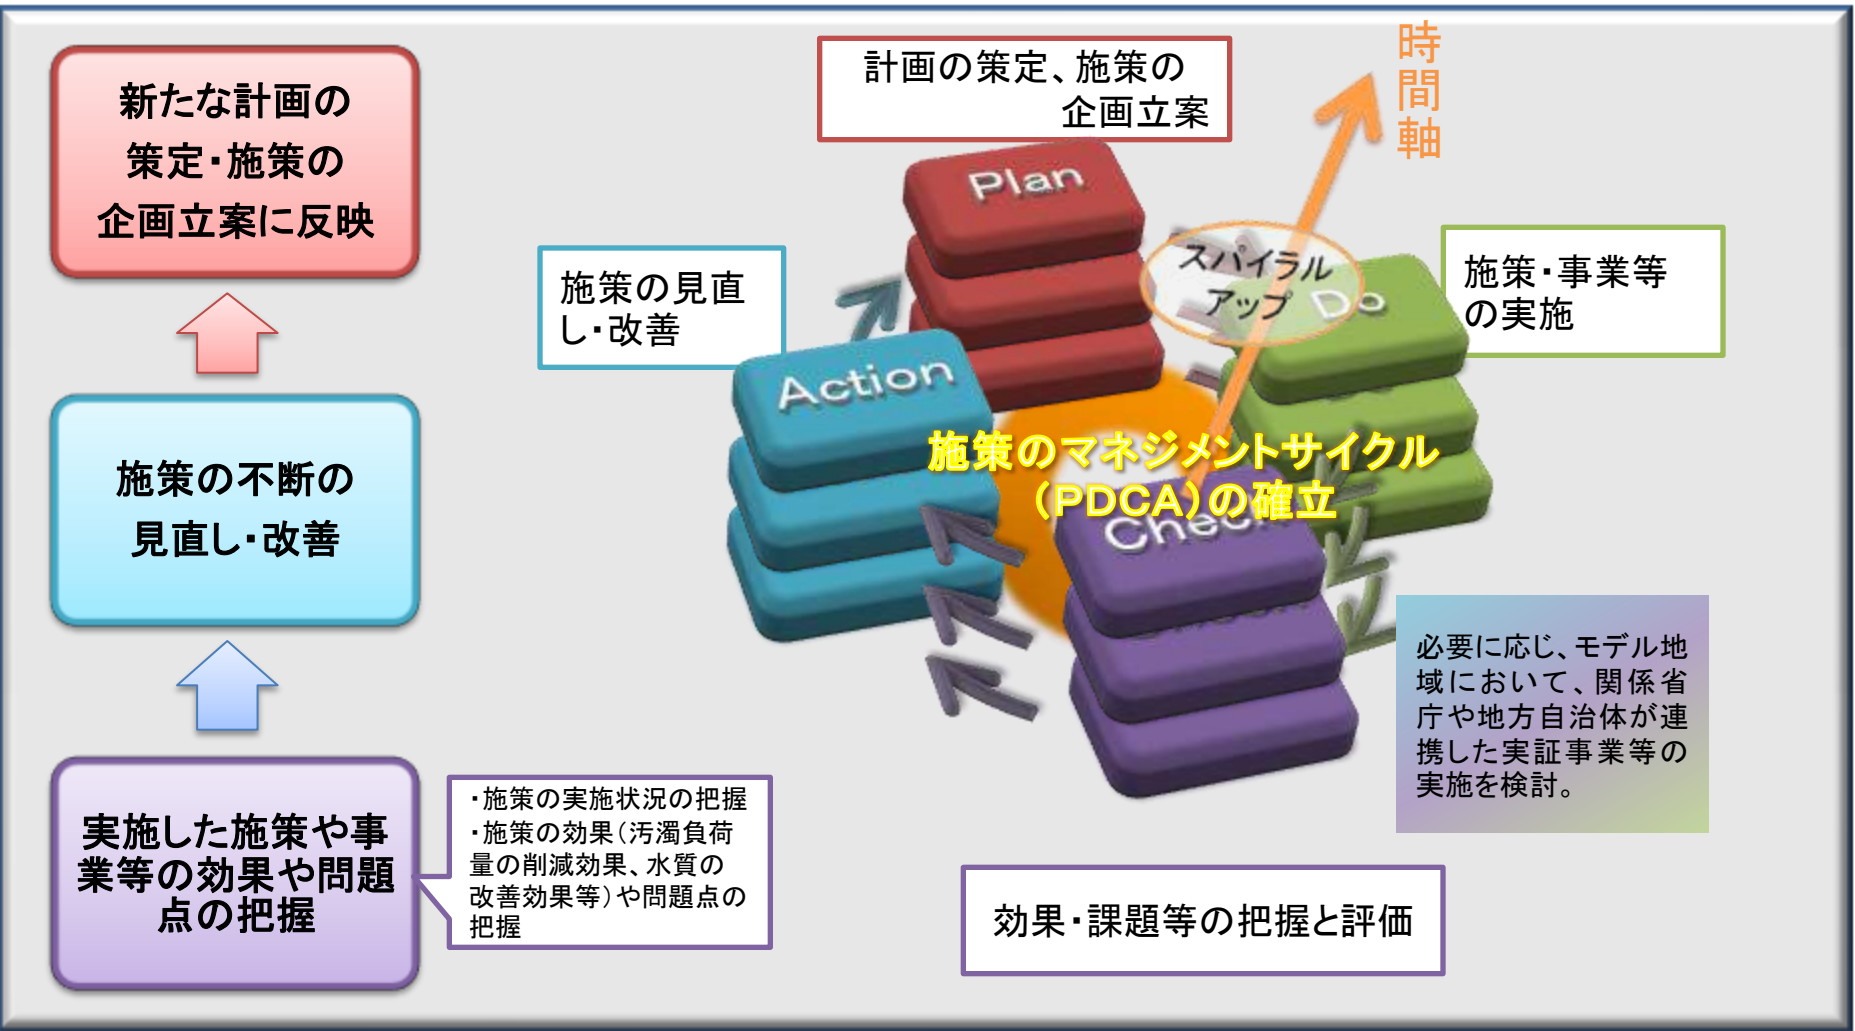 新たな計画の
策定・施策の
企画立案に反映
施策の不断の
見直し・改善
実施した施策や事
業等の効果や問題
点の把握
・施策の実施状況の把握
・施策の効果（汚濁負荷
量の削減効果、水質の
改善効果等）や問題点の
把握
計画の策定、施策の
企画立案
時間軸
Plan
スパイラル
アップ
Do
施策・事業等
の実施
施策の見直
し・改善
Action
施策のマネジメントサイクル
（PDCA）の確立
Check
必要に応じ、モデル地
域において、関係省
庁や地方自治体が連
携した実証事業等の
実施を検討。
効果・課題等の把握と評価